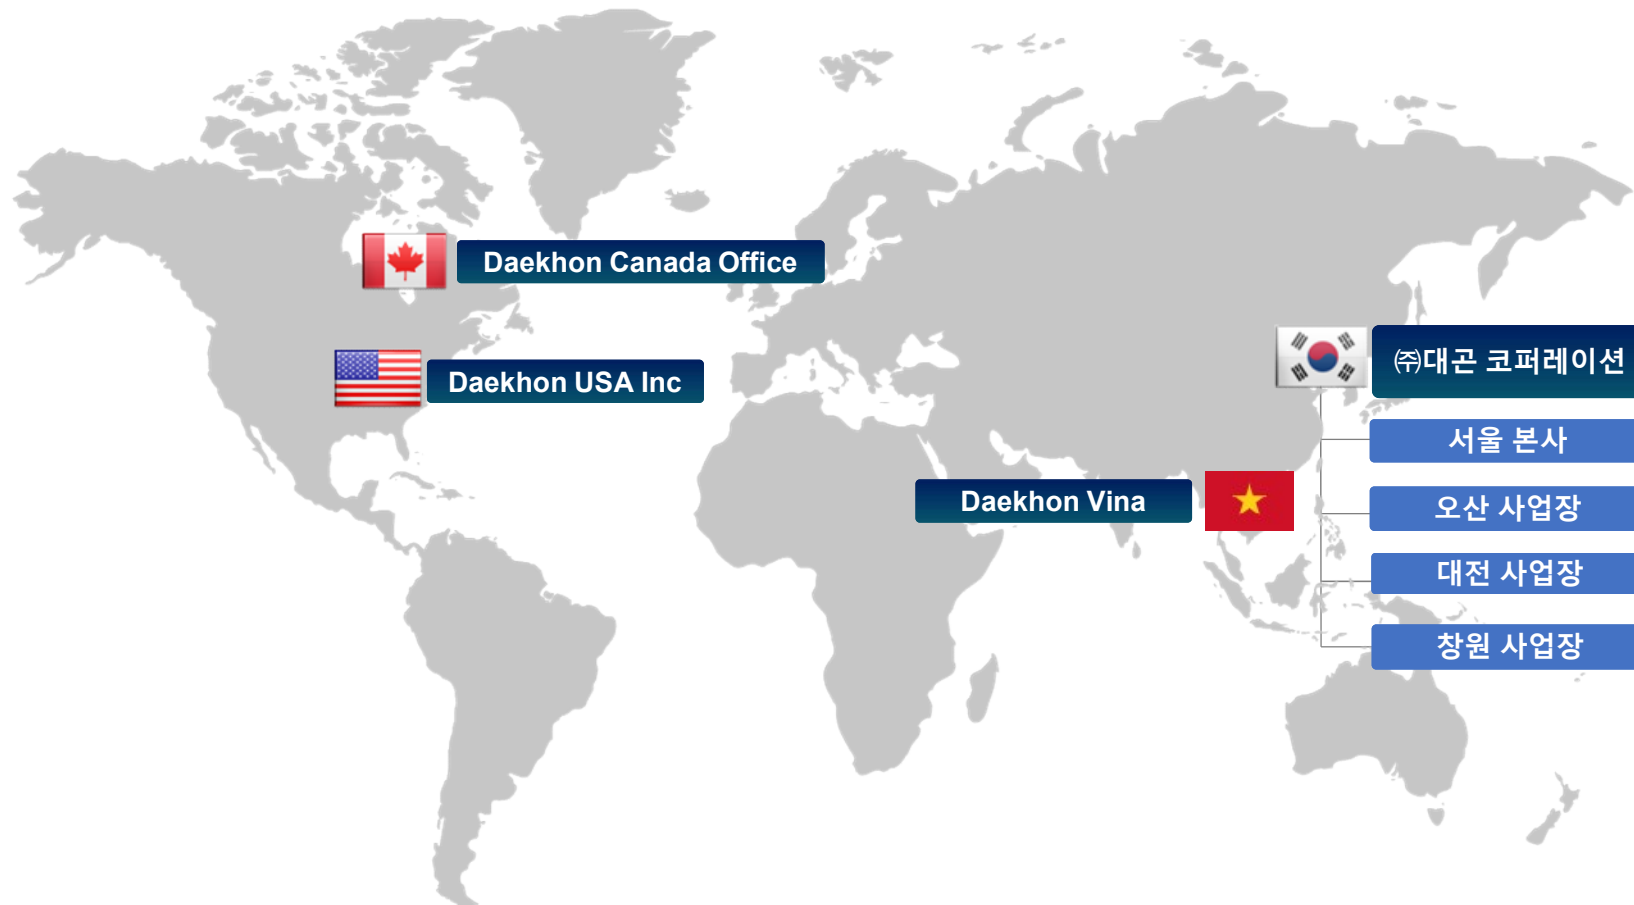 Daekhon Canada Office
Daekhon USA Inc
㈜대곤 코퍼레이션
서울 본사
Daekhon Vina
오산 사업장
대전 사업장
창원 사업장